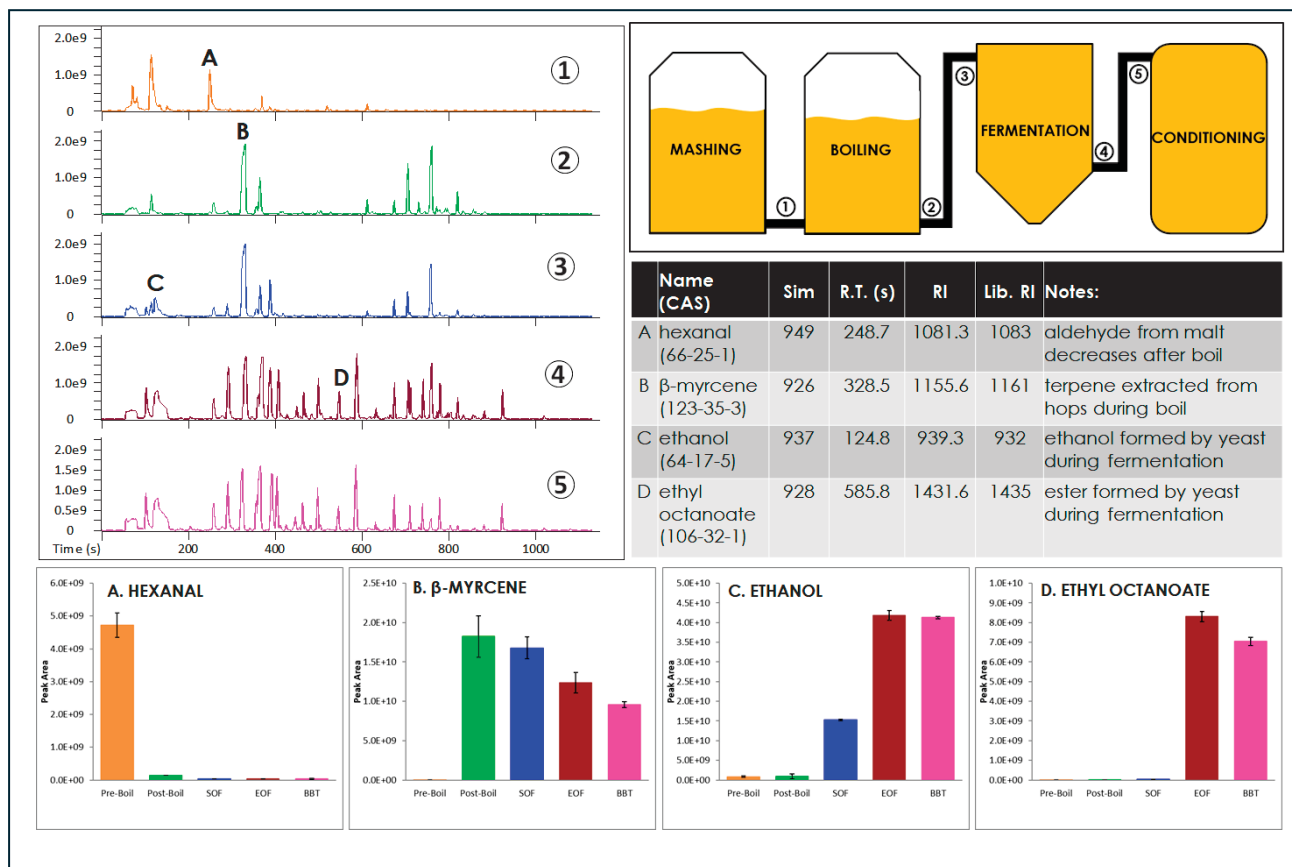 2.0e9
A
1.0e9
①
0
2.0e9
B
1.0e9
②
0
2.0e9
1.0e9
C
③
0
2.0e9
1.0e9
D
④
0
2.0e9
1.5e9
1.0e9
⑤
0.5e9
0
Time (s)
200
400
600
800
1000
MASHING
BOILING
FERMENTATION
CONDITIONING
①
②
③
④
⑤
Name
(CAS)
Sim
R.T. (s)
RI
Lib. RI
Notes:
A
hexanal
(66-25-1)
949
248.7
1081.3
1083
aldehyde from malt
decreases after boil
B
β-myrcene
(123-35-3)
926
328.5
1155.6
1161
terpene extracted from
hops during boil
C
ethanol
(64-17-5)
937
124.8
939.3
932
ethanol formed by yeast
during fermentation
D
ethyl
octanoate
(106-32-1)
928
585.8
1431.6
1435
ester formed by yeast
during fermentation
A. HEXANAL
Peak Area
6.0E+09
5.0E+09
4.0E+09
3.0E+09
2.0E+09
1.0E+09
0.0E+00
Pre-Boil
Post-Boil
SOF
EOF
BBT
B. β-MYRCENE
Peak Area
2.5E+10
2.0E+10
1.5E+10
1.0E+10
5.0E+09
0.0E+00
Pre-Boil
Post-Boil
SOF
EOF
BBT
C. ETHANOL
Peak Area
5.0E+10
4.5E+10
4.0E+10
3.5E+10
3.0E+10
2.5E+10
2.0E+10
1.5E+10
1.0E+10
5.0E+09
0.0E+00
Pre-Boil
Post-Boil
SOF
EOF
BBT
D. ETHYL OCTANOATE
Peak Area
1.0E+10
9.0E+09
8.0E+09
7.0E+09
6.0E+09
5.0E+09
4.0E+09
3.0E+09
2.0E+09
1.0E+09
0.0E+00
Pre-Boil
Post-Boil
SOF
EOF
BBT